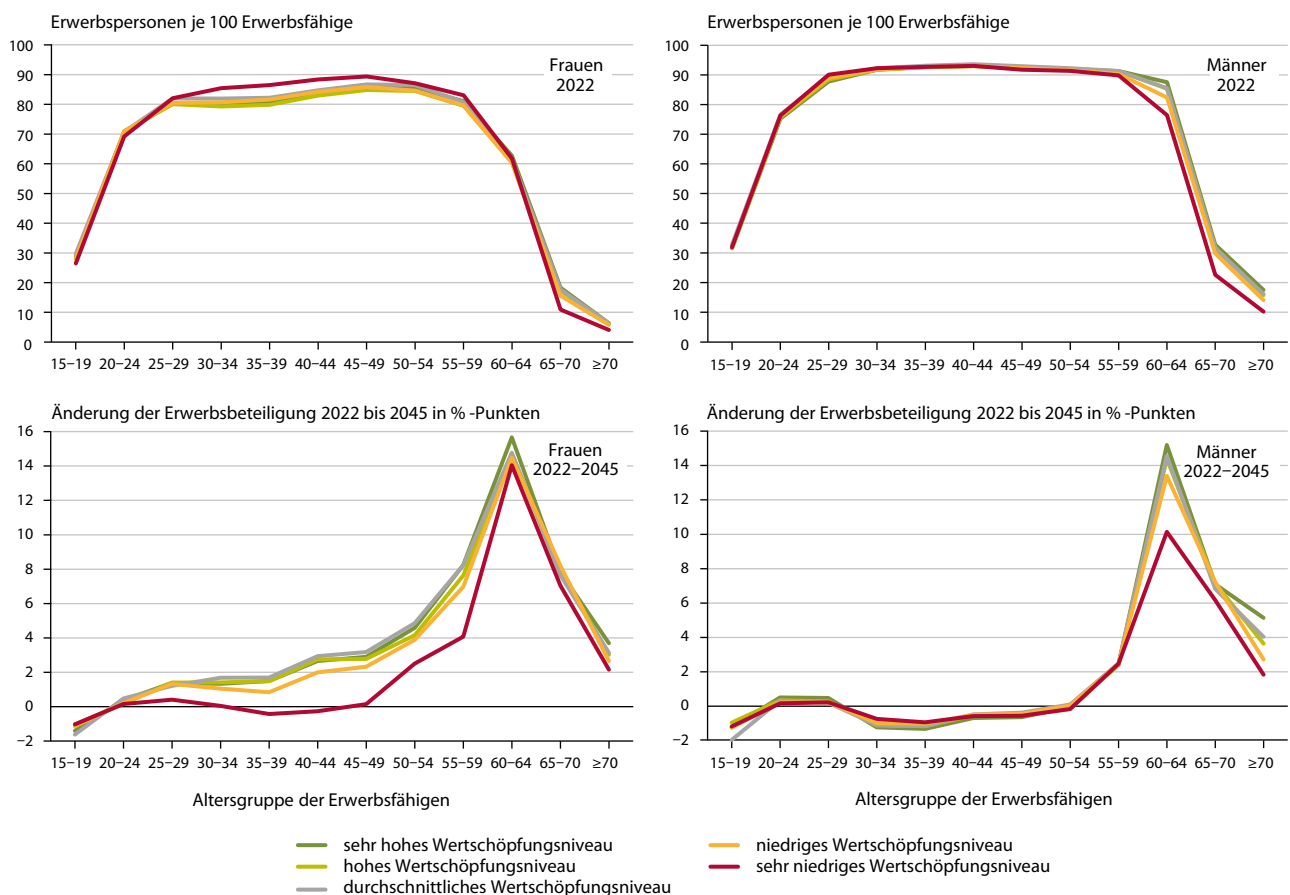 Erwerbspersonen je 100 Erwerbsfähige
Frauen
2022
100
90
80
70
60
50
40
30
20
10
0
15–19 20–24 25–29 30–34 35–39 40–44 45–49 50–54 55–59 60–64 65–70 ≥70
Erwerbspersonen je 100 Erwerbsfähige
Männer
2022
100
90
80
70
60
50
40
30
20
10
0
15–19 20–24 25–29 30–34 35–39 40–44 45–49 50–54 55–59 60–64 65–70 ≥70
Änderung der Erwerbsbeteiligung 2022 bis 2045 in % -Punkten
Frauen
2022–2045
16
14
12
10
8
6
4
2
0
−2
15–19 20–24 25–29 30–34 35–39 40–44 45–49 50–54 55–59 60–64 65–70 ≥70
Altersgruppe der Erwerbsfähigen
Änderung der Erwerbsbeteiligung 2022 bis 2045 in % -Punkten
Männer
2022–2045
16
14
12
10
8
6
4
2
0
−2
15–19 20–24 25–29 30–34 35–39 40–44 45–49 50–54 55–59 60–64 65–70 ≥70
Altersgruppe der Erwerbsfähigen
sehr hohes Wertschöpfungsniveau
hohes Wertschöpfungsniveau
durchschnittliches Wertschöpfungsniveau
niedriges Wertschöpfungsniveau
sehr niedriges Wertschöpfungsniveau